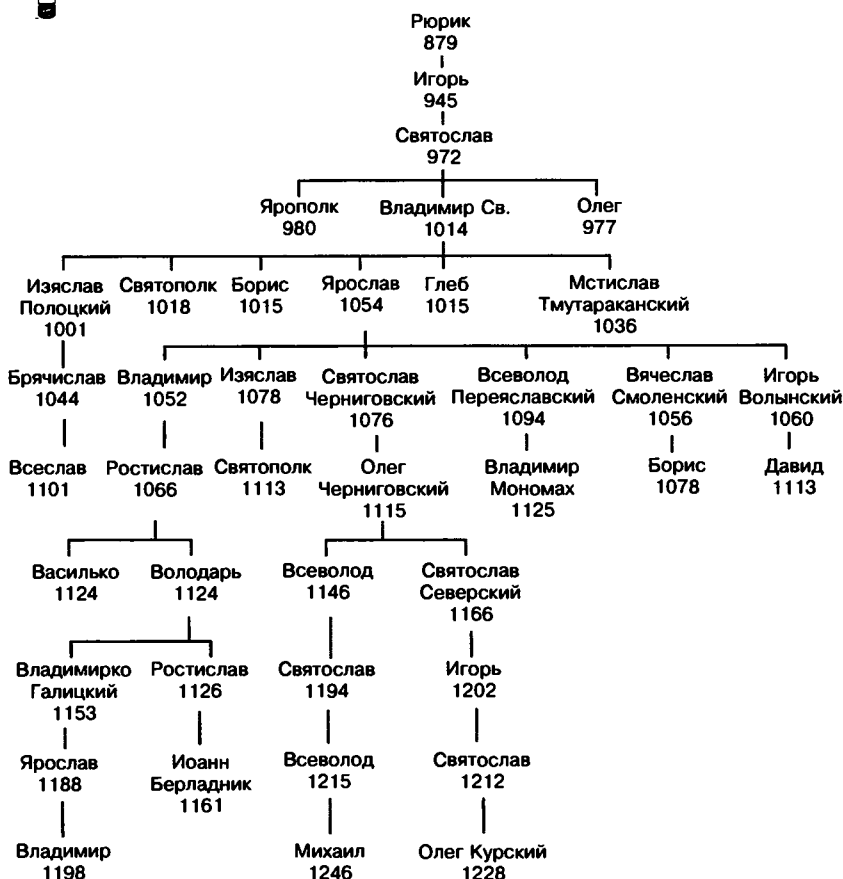 Рюрик
879
Игорь
945
Святослав
972
Ярополк Владимир Св. Олег
980 1014 977
Изяслав Святополк Борис Ярослав Глеб Мстислав
Полоцкий 1018 1015 1054 1015 Тмутараканский
1001 1036
Брячислав Владимир Изяслав Святослав Всеволод Вячеслав Игорь
1044 1052 1078 Черниговский Переяславский Смоленский Волынский
1076 1094 1056 1060
Всеслав Ростислав Святополк Олег Владимир Борис Давид
1101 1066 1113 Черниговский Мономах 1078 1113
1115 1125
Василько Володарь Всеволод Святослав
1124 1124 1146 Северский
1166
Владимирко Ростислав Святослав Игорь
Галицкий 1126 1194 1202
1153
Ярослав Иоанн Всеволод Святослав
1188 Берладник 1215 1212
1161
Владимир Михаил Олег Курский
1198 1246 1228